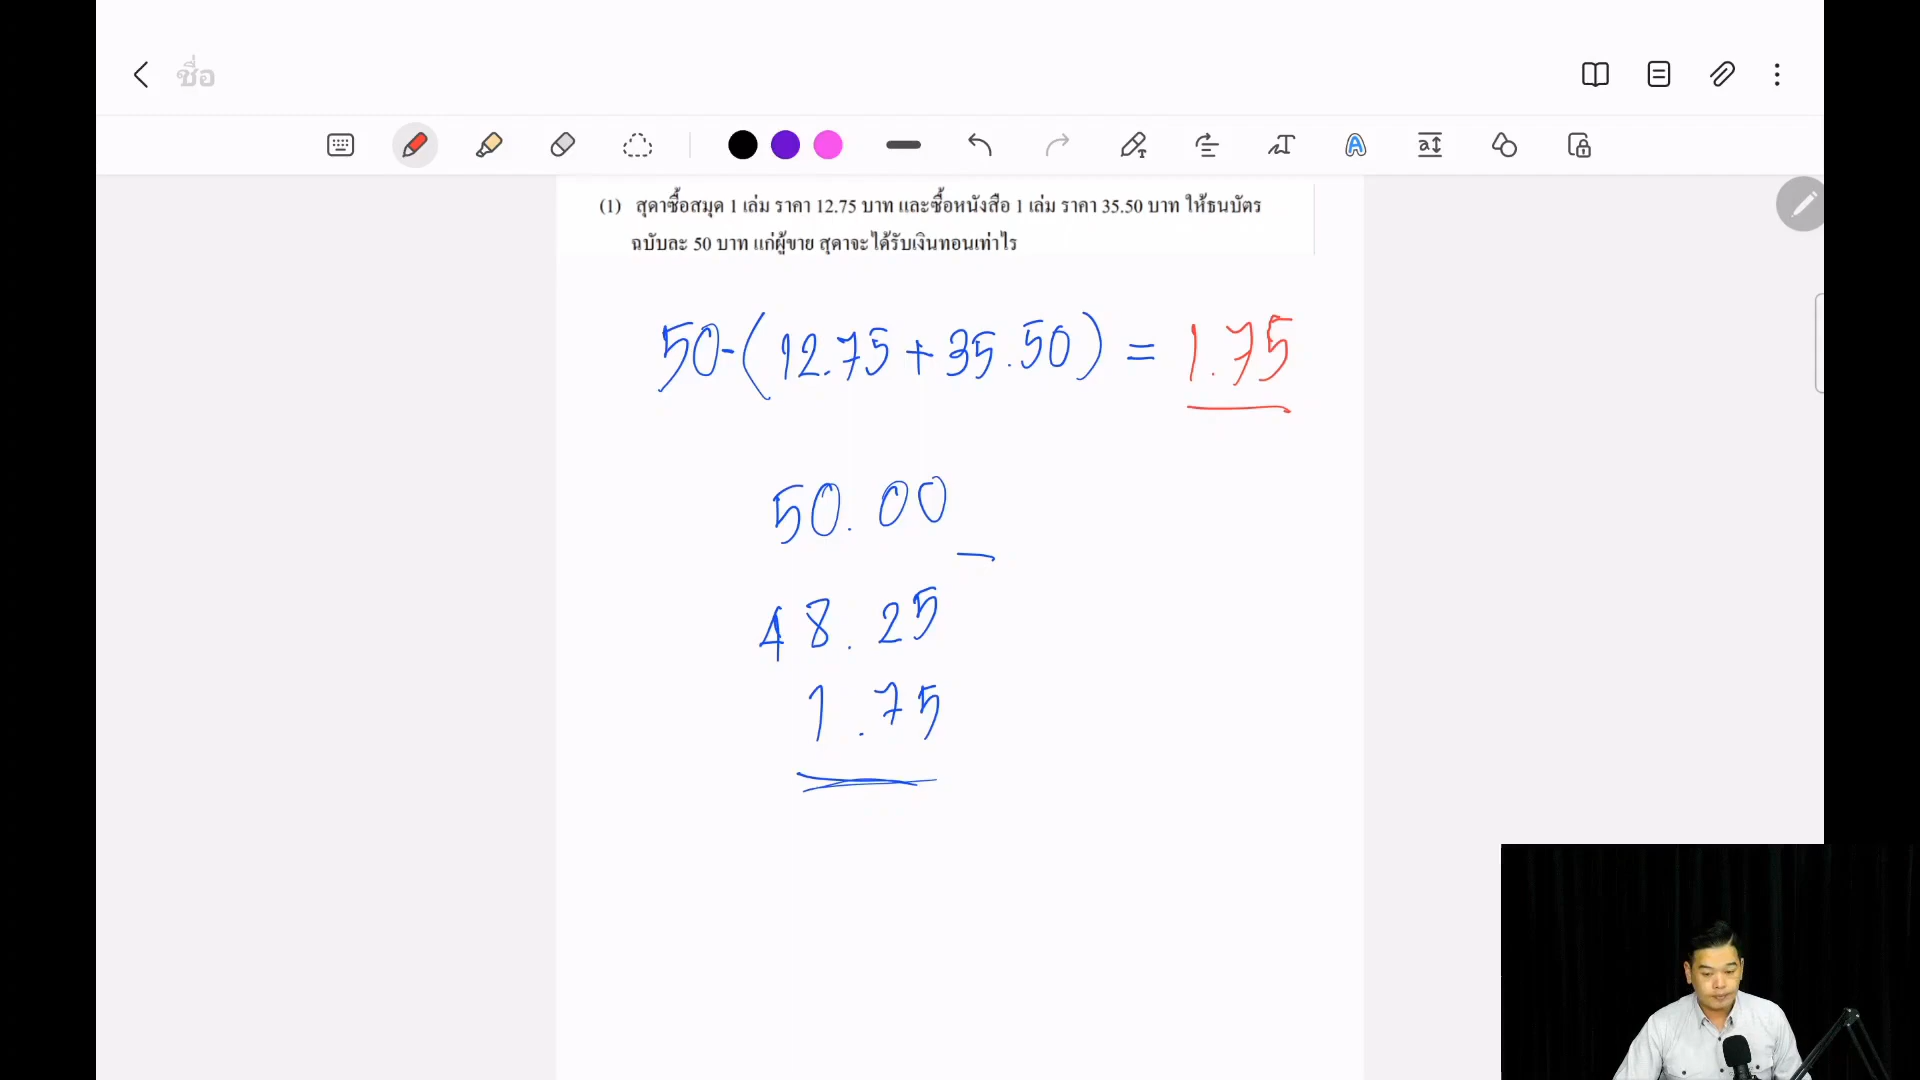 ชื่อ
(1) สุดาซื้อสมุด 1 เล่ม ราคา 12.75 บาท และซื้อหนังสือ 1 เล่ม ราคา 35.50 บาท ให้ธนบัตร
ฉบับละ 50 บาท แก่ผู้ขาย สุดาจะได้รับเงินทอนเท่าไร
50-(12.75+35.50) = 1.75
50.00
-
48.25
1.75